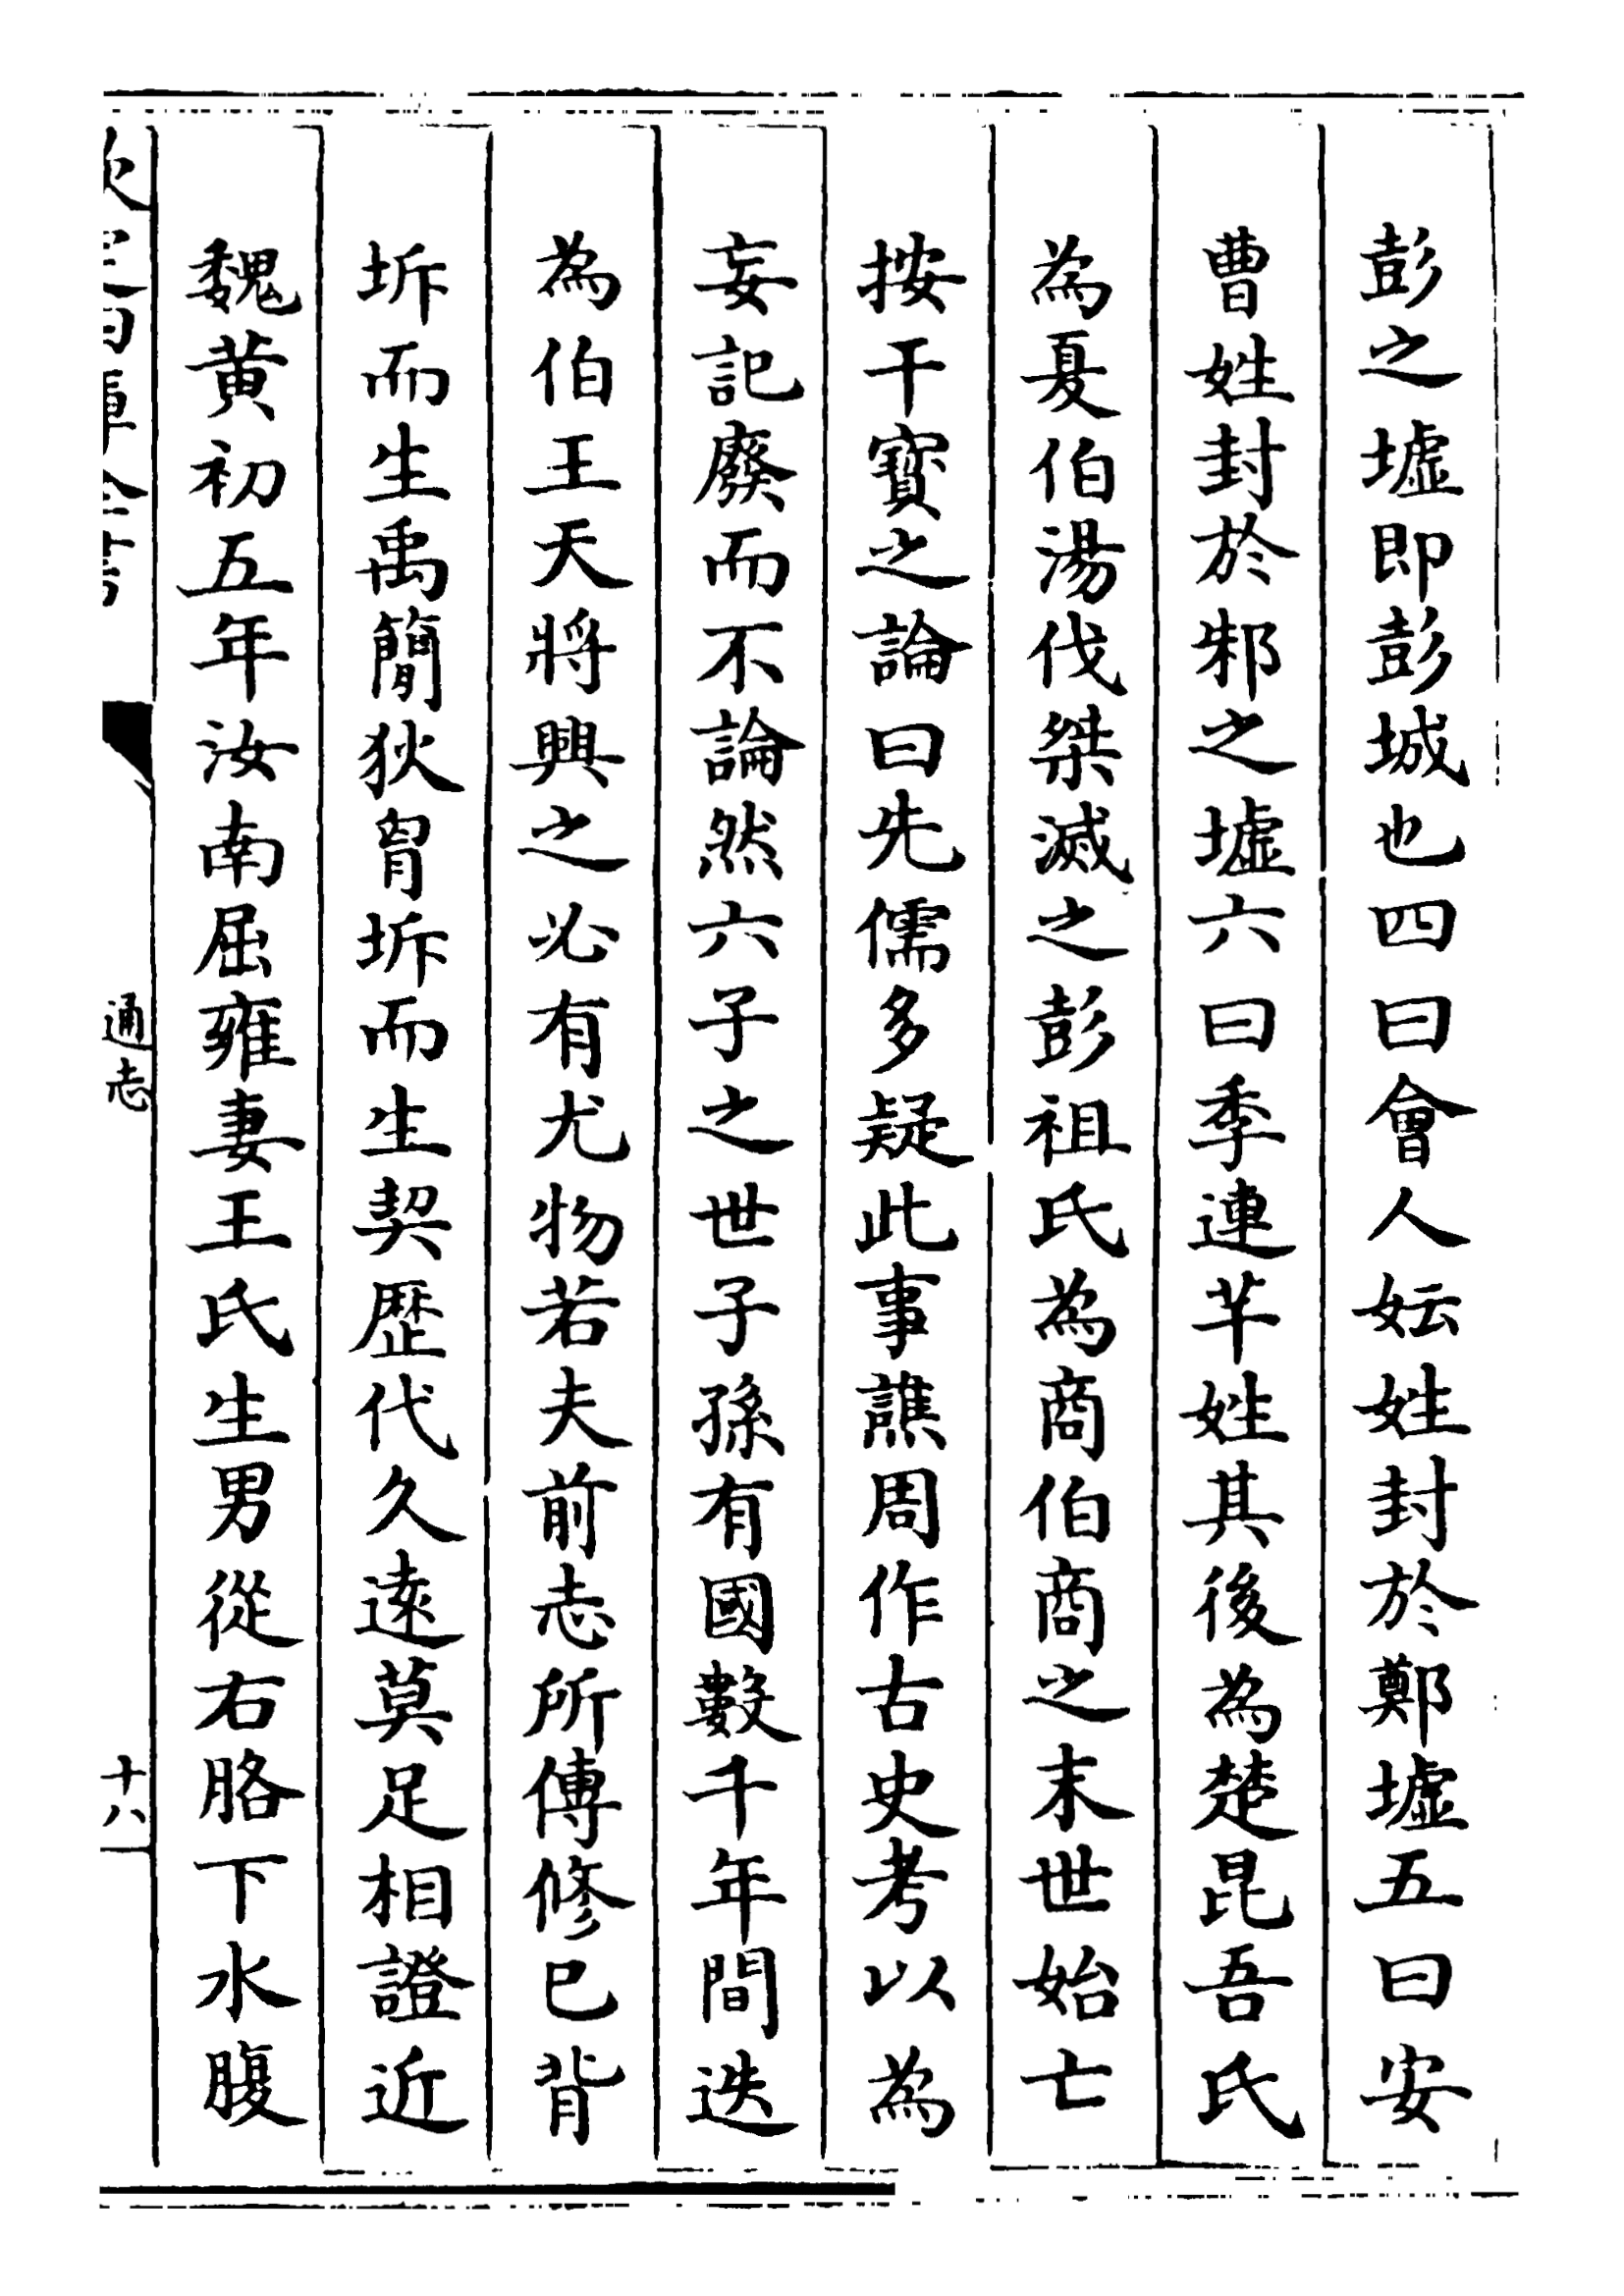 彭之墟即彭城也四曰會人妘姓封於鄭墟五曰安
曹姓封於邾之墟六曰季連芊姓其後為楚昆吾氏
為夏伯湯伐桀滅之彭祖氏為商伯商之末世始亡
按干寶之論曰先儒多疑此事譙周作古史考以為
妄記廢而不論然六子之世子孫有國數千年間迭
為伯王天將興之必有尤物若夫前志所傳修巳背
坼而生禹簡狄胷坼而生契歴代久逺莫足相證近
魏黄初五年汝南屈雍妻王氏生男從右胳下水腹
欽定四庫全書
通志
十八